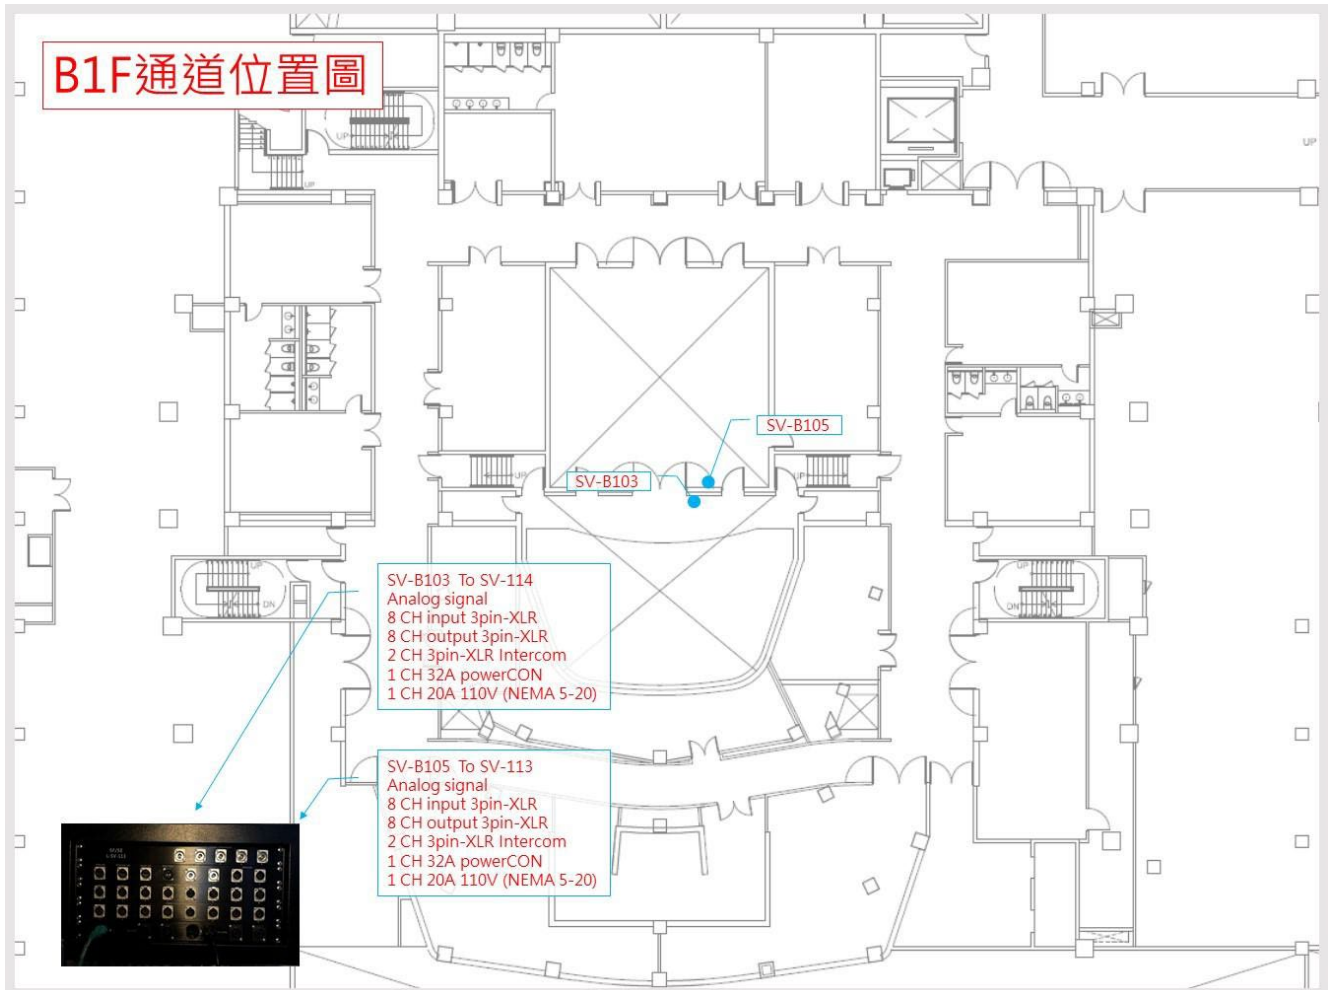 B1F通道位置圖
UP
UP
UP
SV-B105
SV-B103
UP
UP
UP
DN
UP
DN
SV-B103 To SV-114
Analog signal
8 CH input 3pin-XLR
8 CH output 3pin-XLR
2 CH 3pin-XLR Intercom
1 CH 32A powerCON
1 CH 20A 110V (NEMA 5-20)
SV-B105 To SV-113
Analog signal
8 CH input 3pin-XLR
8 CH output 3pin-XLR
2 CH 3pin-XLR Intercom
1 CH 32A powerCON
1 CH 20A 110V (NEMA 5-20)